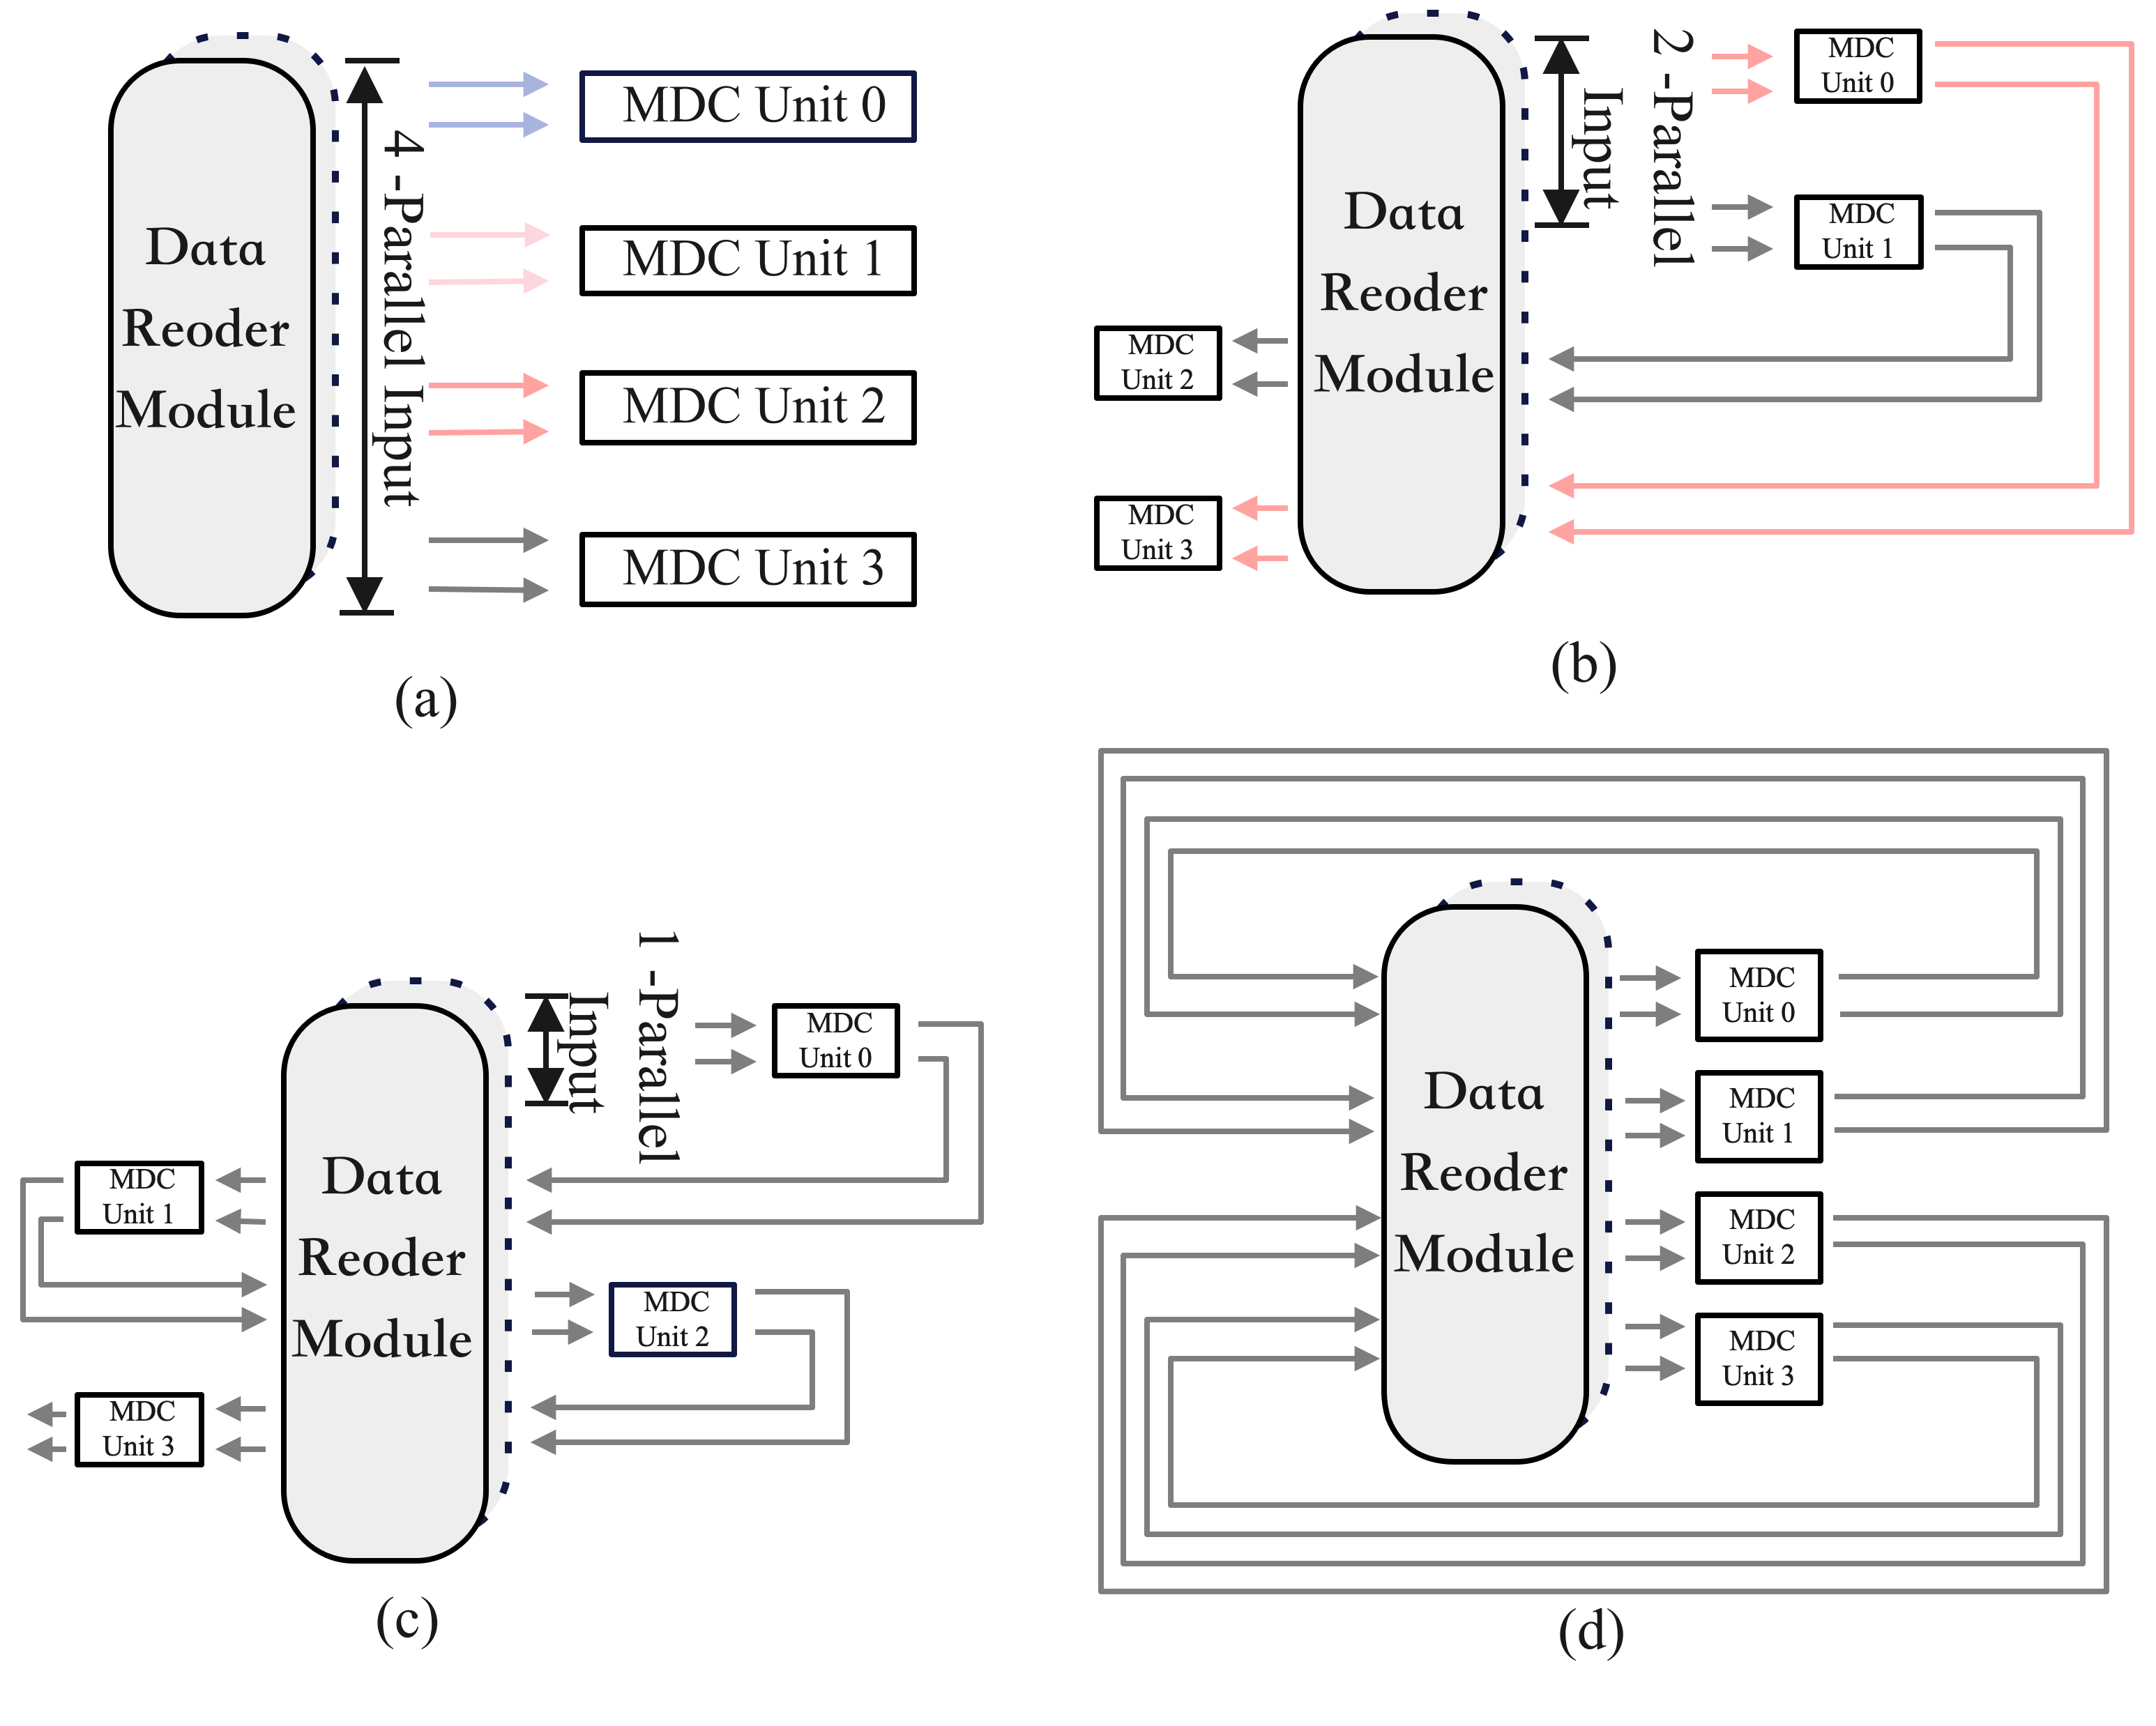 Data
Reoder
Module
4 -Parallel Input
MDC Unit 0
MDC Unit 1
MDC Unit 2
MDC Unit 3
(a)
Data
Reoder
Module
2 -Parallel
Input
MDC
Unit 0
MDC
Unit 1
MDC
Unit 2
MDC
Unit 3
(b)
Data
Reoder
Module
1 -Parallel
Input
MDC
Unit 0
MDC
Unit 1
MDC
Unit 2
MDC
Unit 3
(c)
Data
Reoder
Module
MDC
Unit 0
MDC
Unit 1
MDC
Unit 2
MDC
Unit 3
(d)